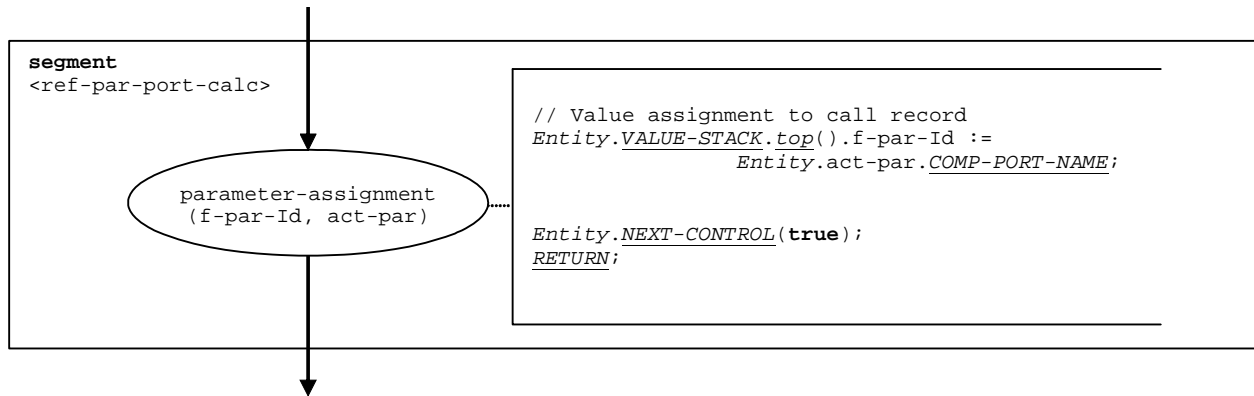 segment
<ref-par-port-calc>
// Value assignment to call record
Entity.VALUE-STACK.top().f-par-Id :=
Entity.act-par.COMP-PORT-NAME;
parameter-assignment
(f-par-Id, act-par)
Entity.NEXT-CONTROL(true);
RETURN;